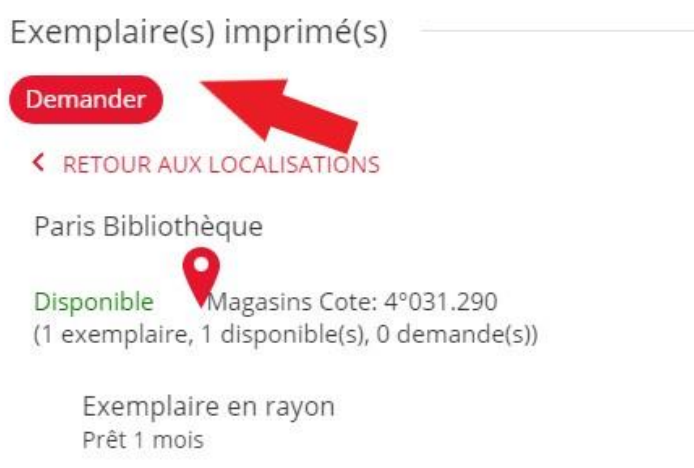 Exemplaire(s) imprimé(s)
Demander
RETOUR AUX LOCALISATIONS
Paris Bibliothèque
Disponible Magasins Cote: 4°031.290
(1 exemplaire, 1 disponible(s), 0 demande(s))
Exemplaire en rayon
Prêt 1 mois